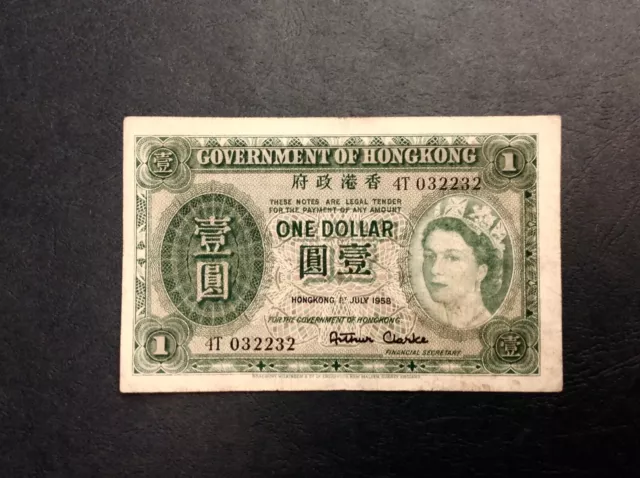 壹 GOVERNMENT OF HONGKONG 1
府政港香 4T 032232
THESE NOTES ARE LEGAL TENDER
FOR THE PAYMENT OF ANY AMOUNT
壹圓
ONE DOLLAR
圓壹
HONGKONG, 1ST JULY 1958
FOR THE GOVERNMENT OF HONGKONG
4T 032232 Arthur Clarke
FINANCIAL SECRETARY
1 壹